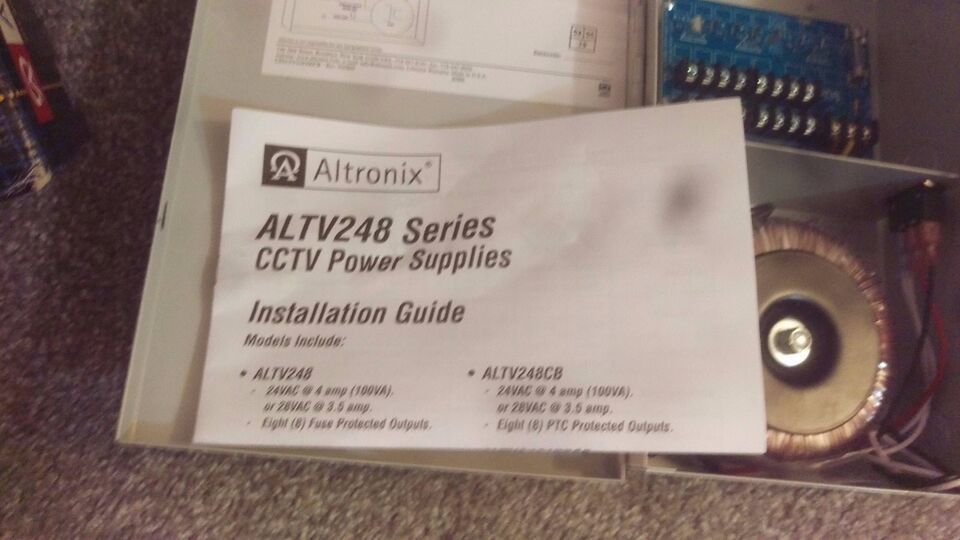 Altronix®
ALTV248 Series
CCTV Power Supplies
Installation Guide
Models Include:
• ALTV248
- 24VAC @ 4 amp (100VA).
or 28VAC @ 3.5 amp.
- Eight (8) Fuse Protected Outputs.
• ALTV248CB
- 24VAC @ 4 amp (100VA).
or 28VAC @ 3.5 amp.
- Eight (8) PTC Protected Outputs.